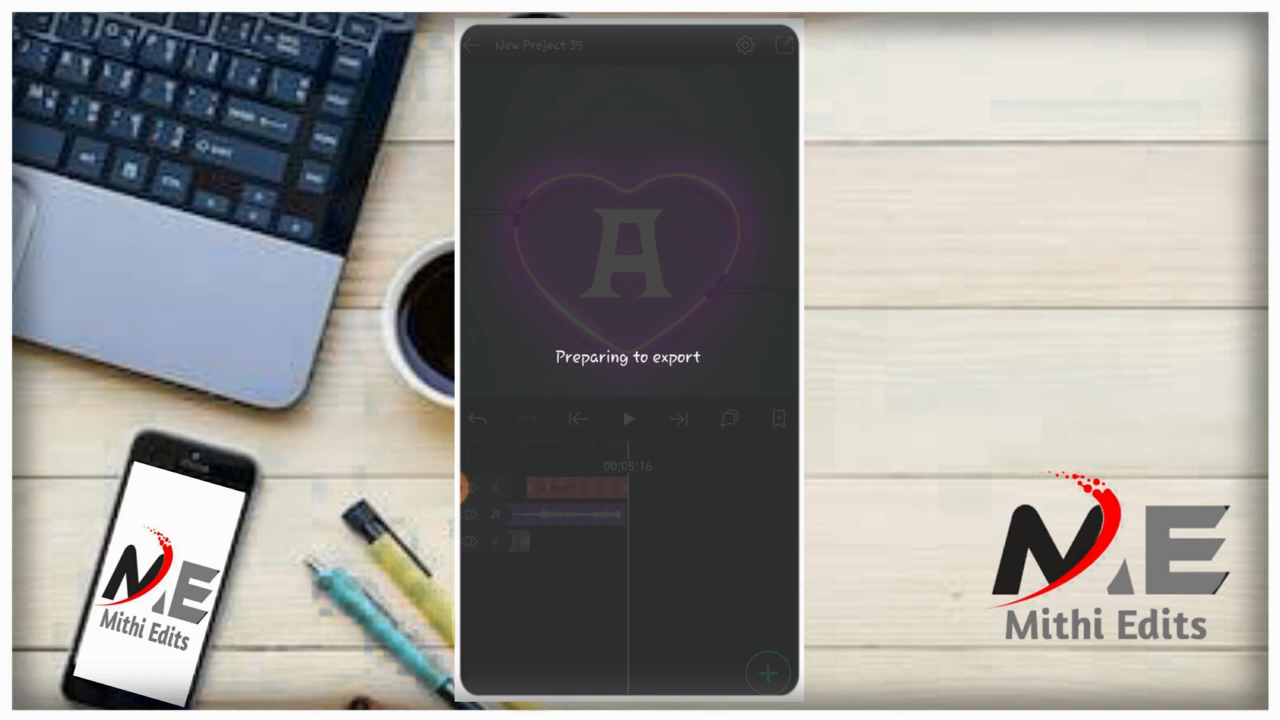 New Project 35
A
Preparing to export
00:05:16
ME
Mithi Edits
ME
Mithi Edits